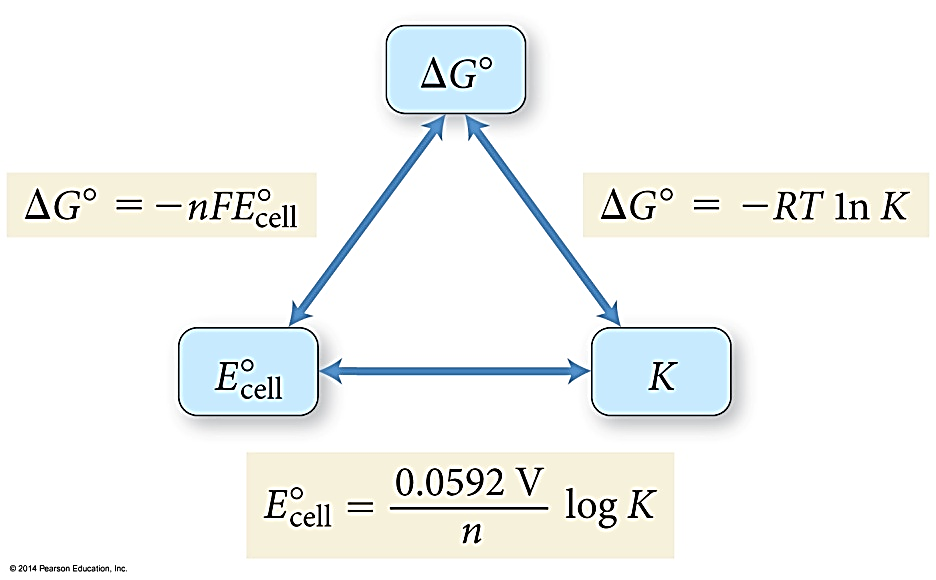 ΔG°
ΔG° = −nFE°cell
ΔG° = −RT ln K
E°cell
K
E°cell = 0.0592 V / n log K
© 2014 Pearson Education, Inc.